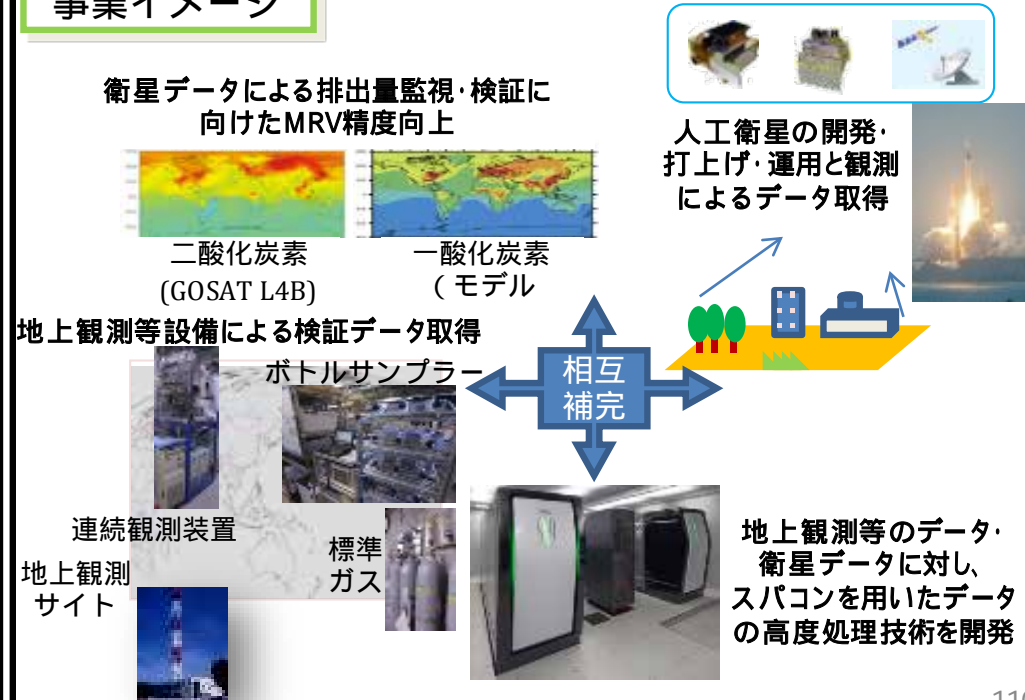 事業イメージ
衛星データによる排出量監視･検証に
向けたMRV精度向上
二酸化炭素
(GOSAT L4B)
一酸化炭素
（モデル
人工衛星の開発･
打上げ･運用と観測
によるデータ取得
地上観測等設備による検証データ取得
ボトルサンプラー
相互
補完
連続観測装置
標準
ガス
地上観測
サイト
地上観測等のデータ･
衛星データに対し、
スパコンを用いたデータ
の高度処理技術を開発